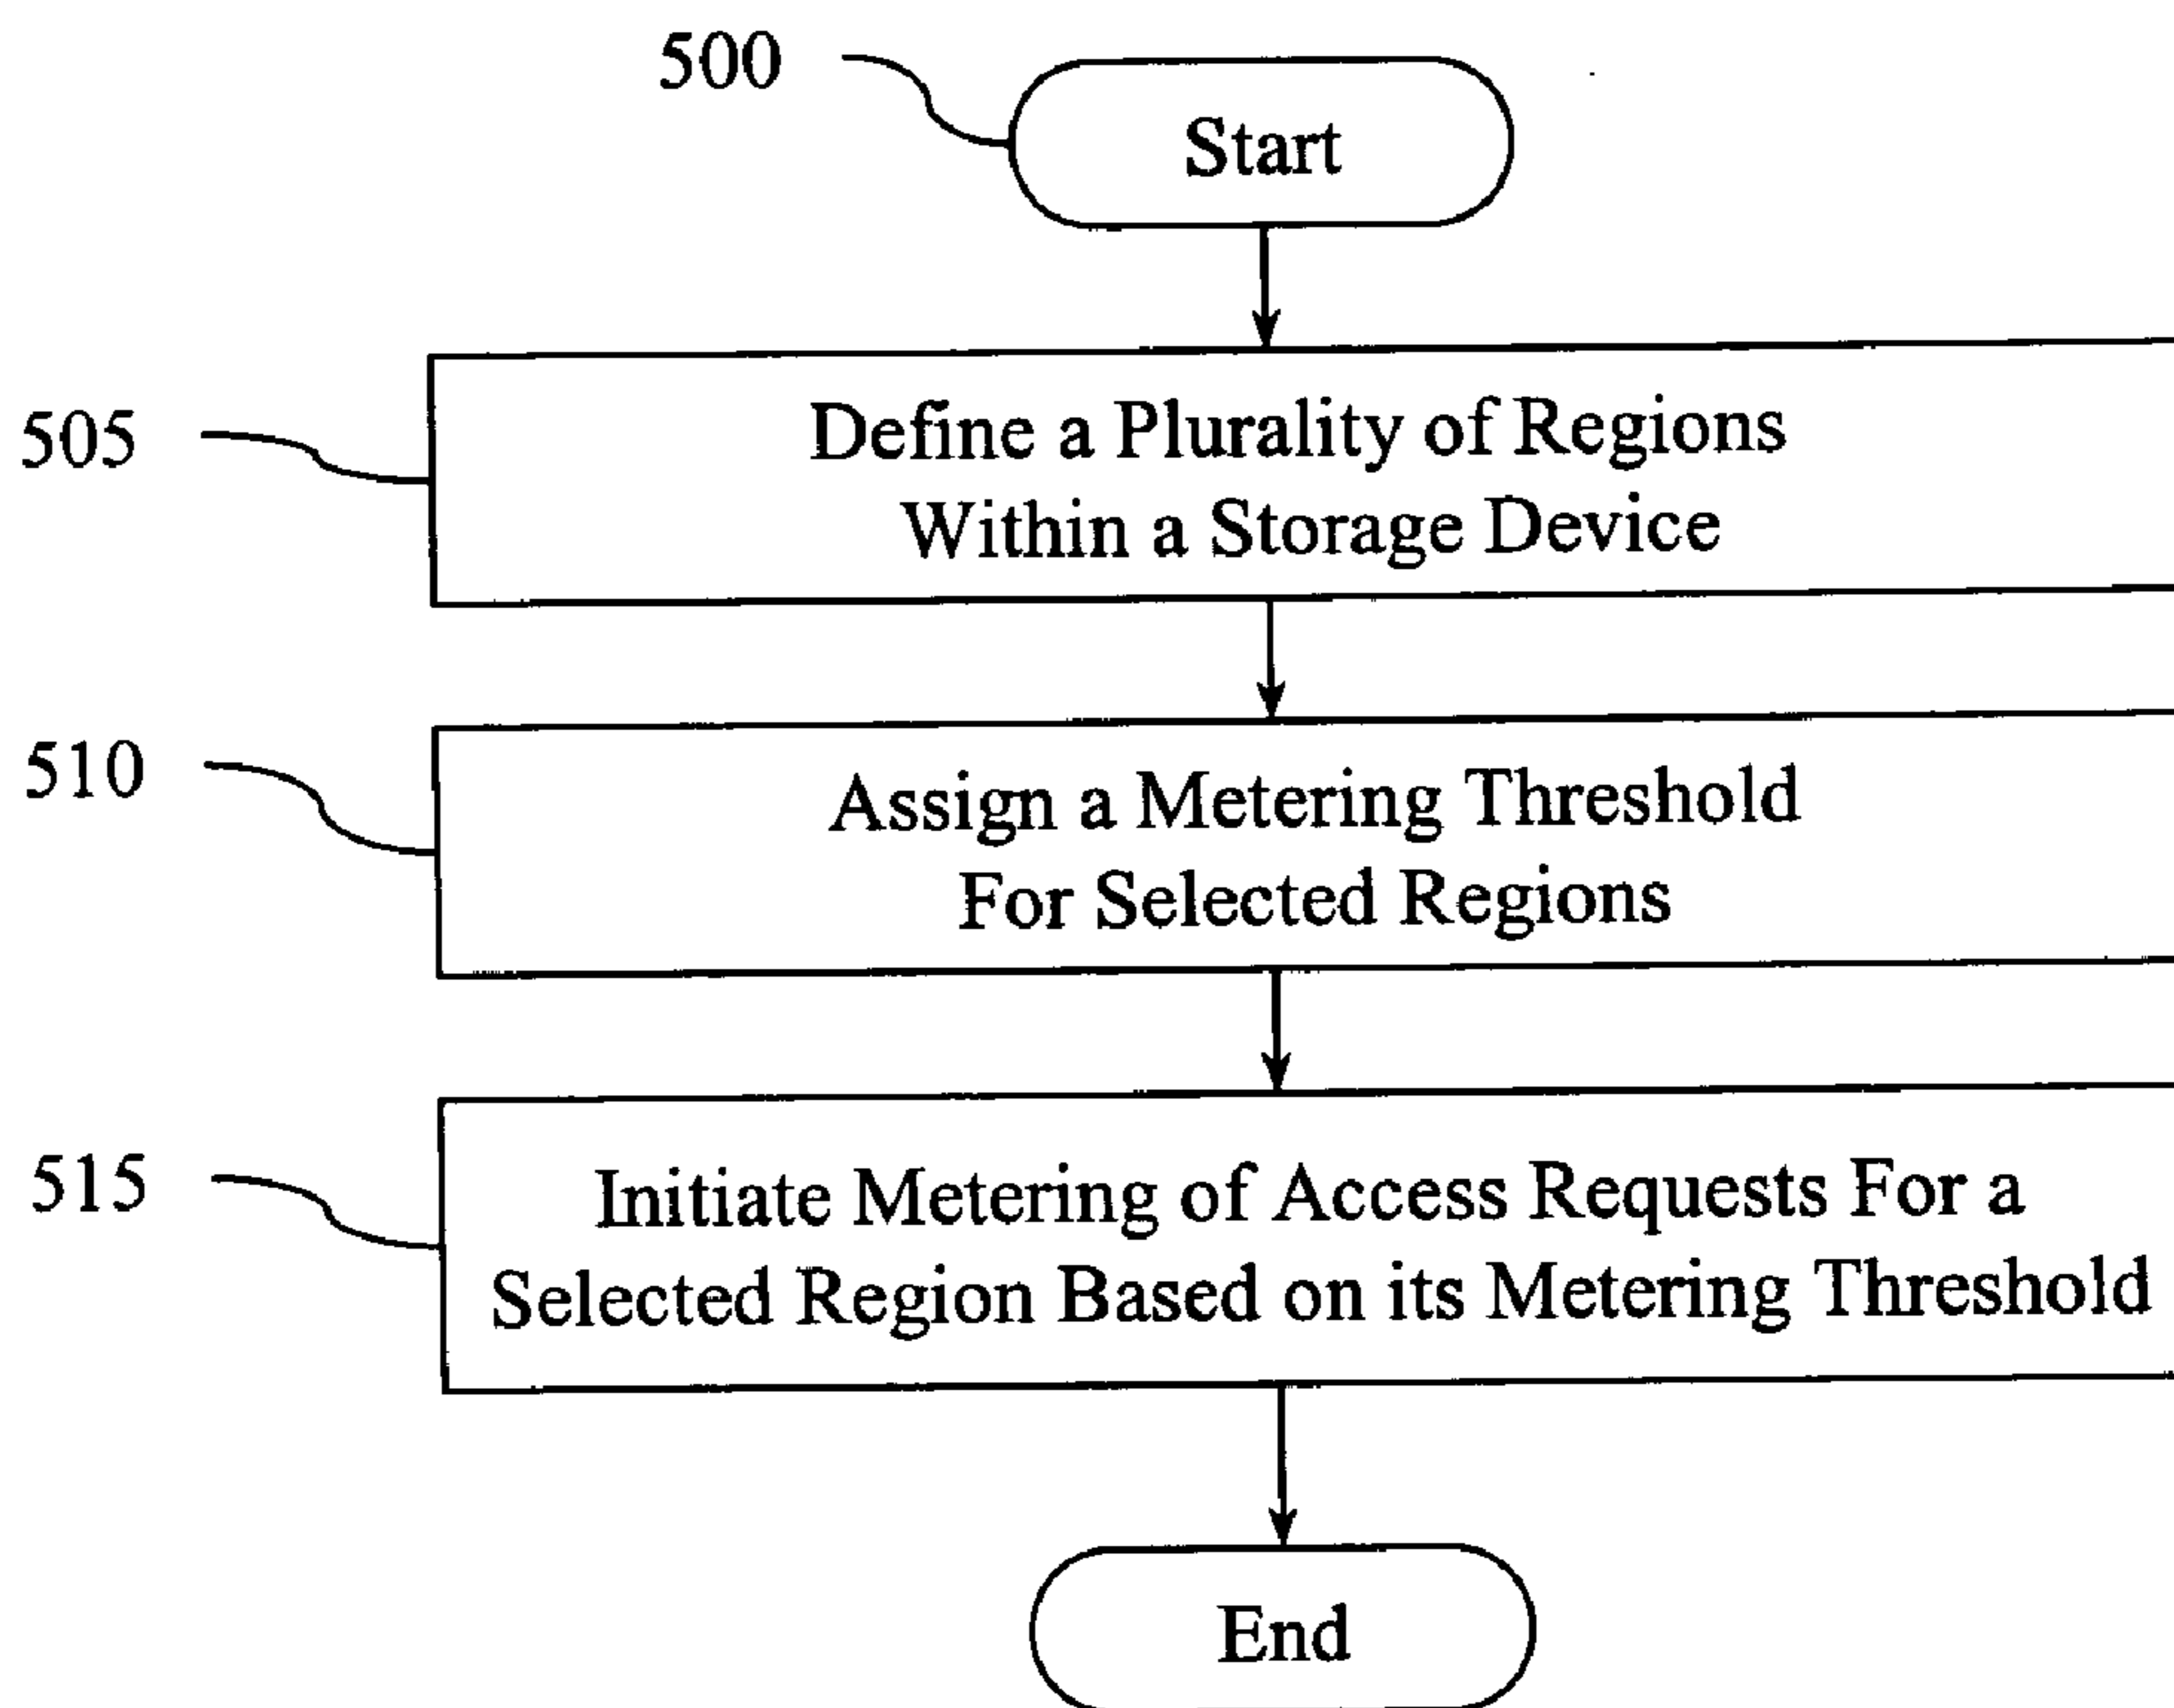 500
Start
505
Define a Plurality of Regions
Within a Storage Device
510
Assign a Metering Threshold
For Selected Regions
515
Initiate Metering of Access Requests For a
Selected Region Based on its Metering Threshold
End